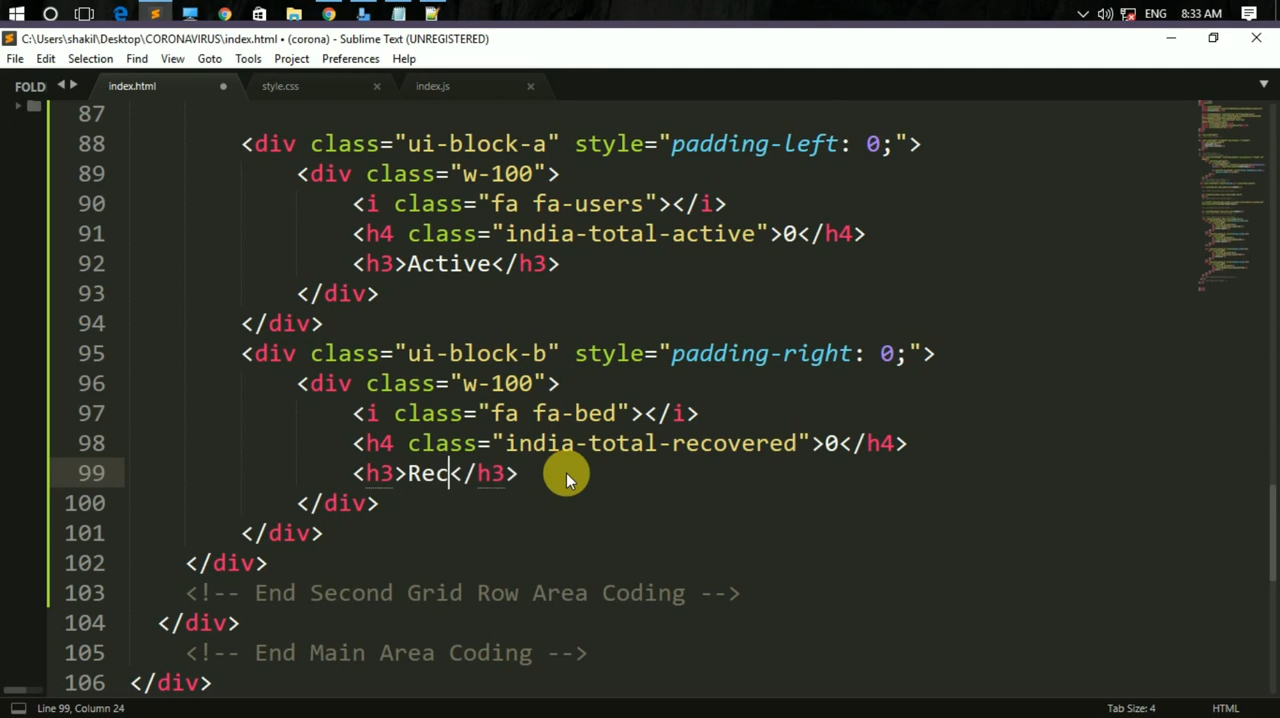 ENG 8:33 AM
C:\Users\shakil\Desktop\CORONAVIRUS\index.html • (corona) - Sublime Text (UNREGISTERED)
File Edit Selection Find View Goto Tools Project Preferences Help
FOLD index.html style.css index.js
87
88 <div class="ui-block-a" style="padding-left: 0;">
89 <div class="w-100">
90 <i class="fa fa-users"></i>
91 <h4 class="india-total-active">0</h4>
92 <h3>Active</h3>
93 </div>
94 </div>
95 <div class="ui-block-b" style="padding-right: 0;">
96 <div class="w-100">
97 <i class="fa fa-bed"></i>
98 <h4 class="india-total-recovered">0</h4>
99 <h3>Rec</h3>
100 </div>
101 </div>
102 </div>
103 <!-- End Second Grid Row Area Coding -->
104 </div>
105 <!-- End Main Area Coding -->
106 </div>
Line 99, Column 24 Tab Size: 4 HTML